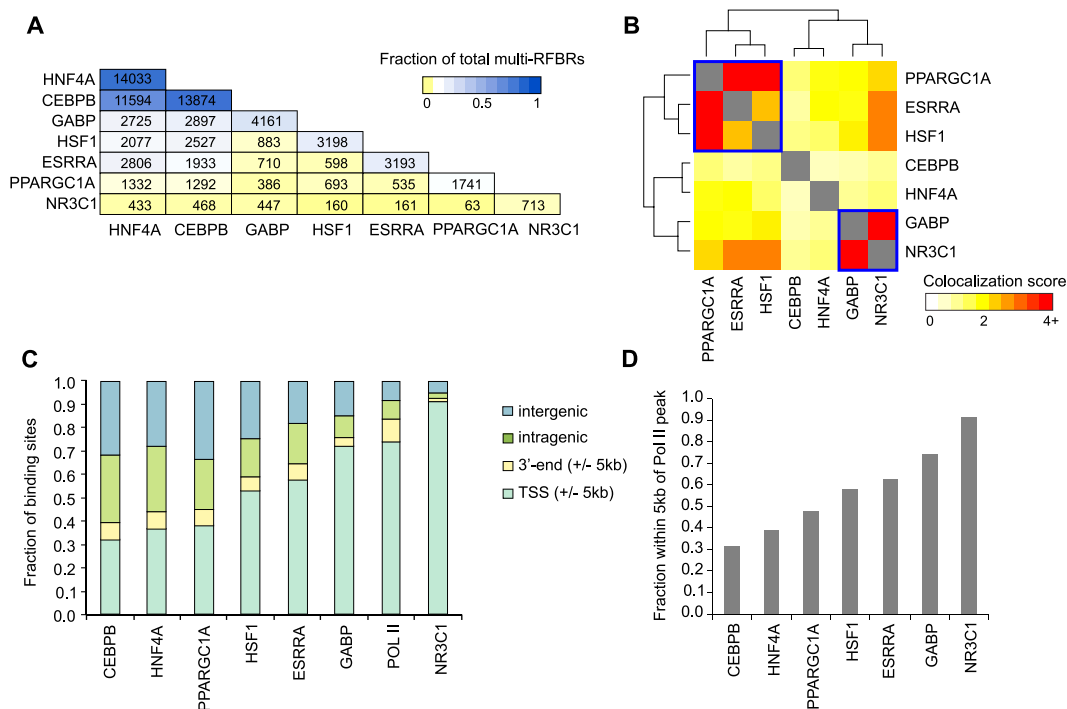 A
Fraction of total multi-RFBRs
0 0.5 1
HNF4A 14033
CEBPB 11594 13874
GABP 2725 2897 4161
HSF1 2077 2527 883 3198
ESRRA 2806 1933 710 598 3193
PPARGC1A 1332 1292 386 693 535 1741
NR3C1 433 468 447 160 161 63 713
HNF4A CEBPB GABP HSF1 ESRRA PPARGC1A NR3C1
B
PPARGC1A
ESRRA
HSF1
CEBPB
HNF4A
GABP
NR3C1
PPARGC1A
ESRRA
HSF1
CEBPB
HNF4A
GABP
NR3C1
Colocalization score
0 2 4+
C
Fraction of binding sites
1.0
0.9
0.8
0.7
0.6
0.5
0.4
0.3
0.2
0.1
0.0
CEBPB
HNF4A
PPARGC1A
HSF1
ESRRA
GABP
POL II
NR3C1
intergenic
intragenic
3'-end (+/- 5kb)
TSS (+/- 5kb)
D
Fraction within 5kb of Pol II peak
1.0
0.9
0.8
0.7
0.6
0.5
0.4
0.3
0.2
0.1
0.0
CEBPB
HNF4A
PPARGC1A
HSF1
ESRRA
GABP
NR3C1